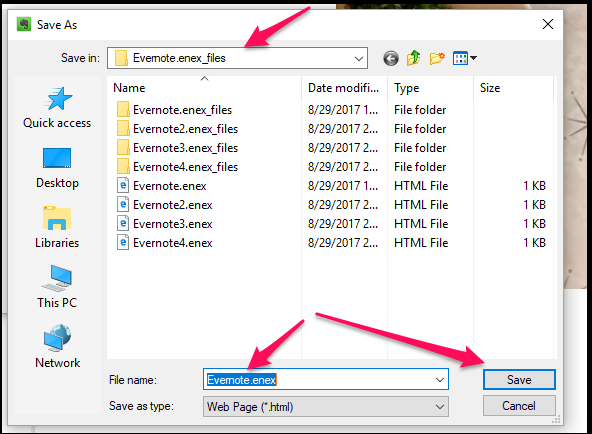 Save As
Save in:
Evernote.enex_files
Name
Date modifi...
Type
Size
Evernote.enex_files 8/29/2017 1... File folder
Evernote2.enex_files 8/29/2017 2... File folder
Evernote3.enex_files 8/29/2017 2... File folder
Evernote4.enex_files 8/29/2017 2... File folder
Evernote.enex 8/29/2017 1... HTML File 1 KB
Evernote2.enex 8/29/2017 2... HTML File 1 KB
Evernote3.enex 8/29/2017 2... HTML File 1 KB
Evernote4.enex 8/29/2017 2... HTML File 1 KB
Quick access
Desktop
Libraries
This PC
Network
File name:
Evernote.enex
Save
Save as type:
Web Page (*.html)
Cancel